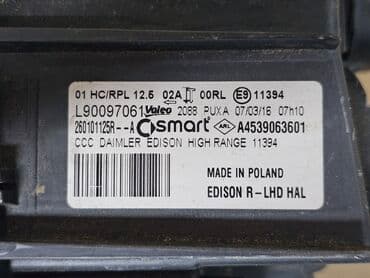 01 HC/RPL 12.5 02A 00RL E9 11394
L90097061 Valeo 2088 PUXA 07/03/16 07h10
260101125R--A smart ARL A4539063601
CCC DAIMLER EDISON HIGH RANGE 11394
MADE IN POLAND
EDISON R-LHD HAL